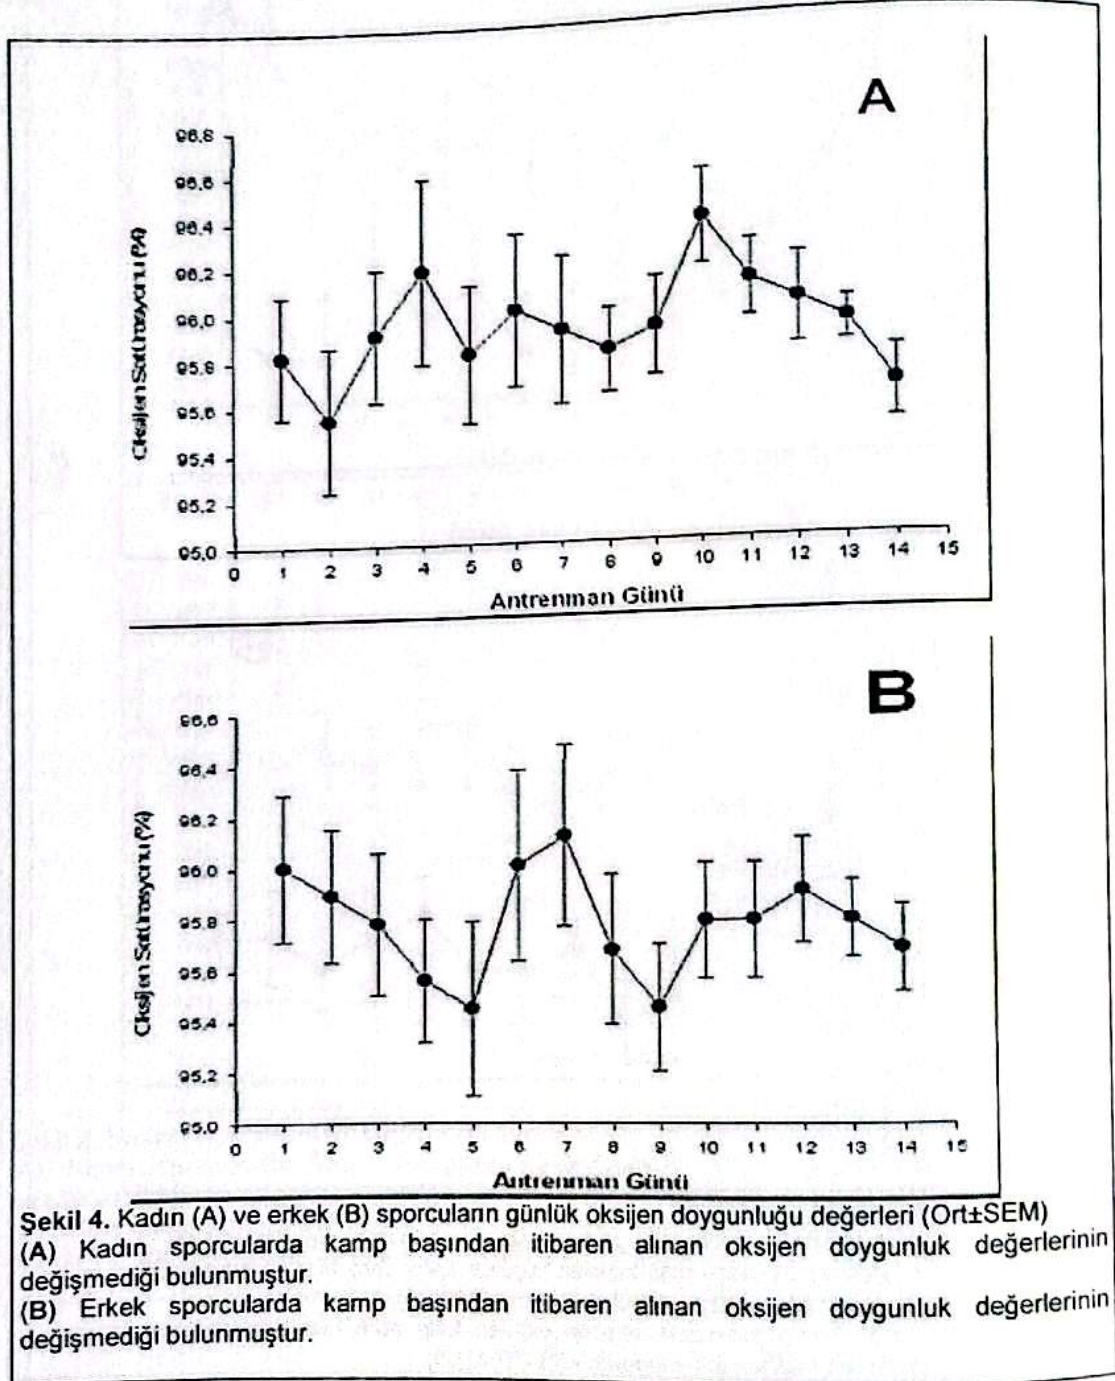 A
96,8
96,6
96,4
96,2
96,0
95,8
95,6
95,4
95,2
95,0
Oksijen Satürasyonu (%)
0 1 2 3 4 5 6 7 8 9 10 11 12 13 14 15
Antrenman Günü
B
96,6
96,4
96,2
96,0
95,8
95,6
95,4
95,2
95,0
Oksijen Satürasyonu (%)
0 1 2 3 4 5 6 7 8 9 10 11 12 13 14 15
Antrenman Günü
Şekil 4. Kadın (A) ve erkek (B) sporcuların günlük oksijen doygunluğu değerleri (Ort±SEM)
(A) Kadın sporcularda kamp başından itibaren alınan oksijen doygunluk değerlerinin
değişmediği bulunmuştur.
(B) Erkek sporcularda kamp başından itibaren alınan oksijen doygunluk değerlerinin
değişmediği bulunmuştur.